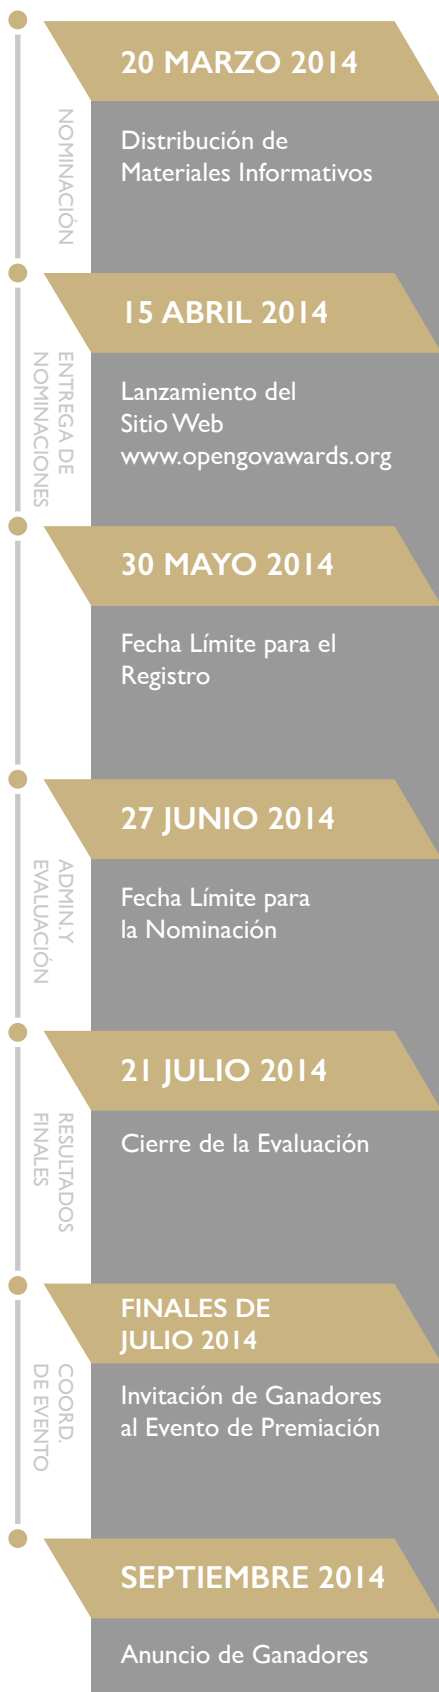 20 MARZO 2014
NOMINACIÓN
Distribución de
Materiales Informativos
15 ABRIL 2014
ENTREGA DE
NOMINACIONES
Lanzamiento del
Sitio Web
www.opengovawards.org
30 MAYO 2014
Fecha Límite para el
Registro
27 JUNIO 2014
ADMIN.Y
EVALUACIÓN
Fecha Límite para
la Nominación
21 JULIO 2014
RESULTADOS
FINALES
Cierre de la Evaluación
FINALES DE
JULIO 2014
COORD.
DE EVENTO
Invitación de Ganadores
al Evento de Premiación
SEPTIEMBRE 2014
Anuncio de Ganadores